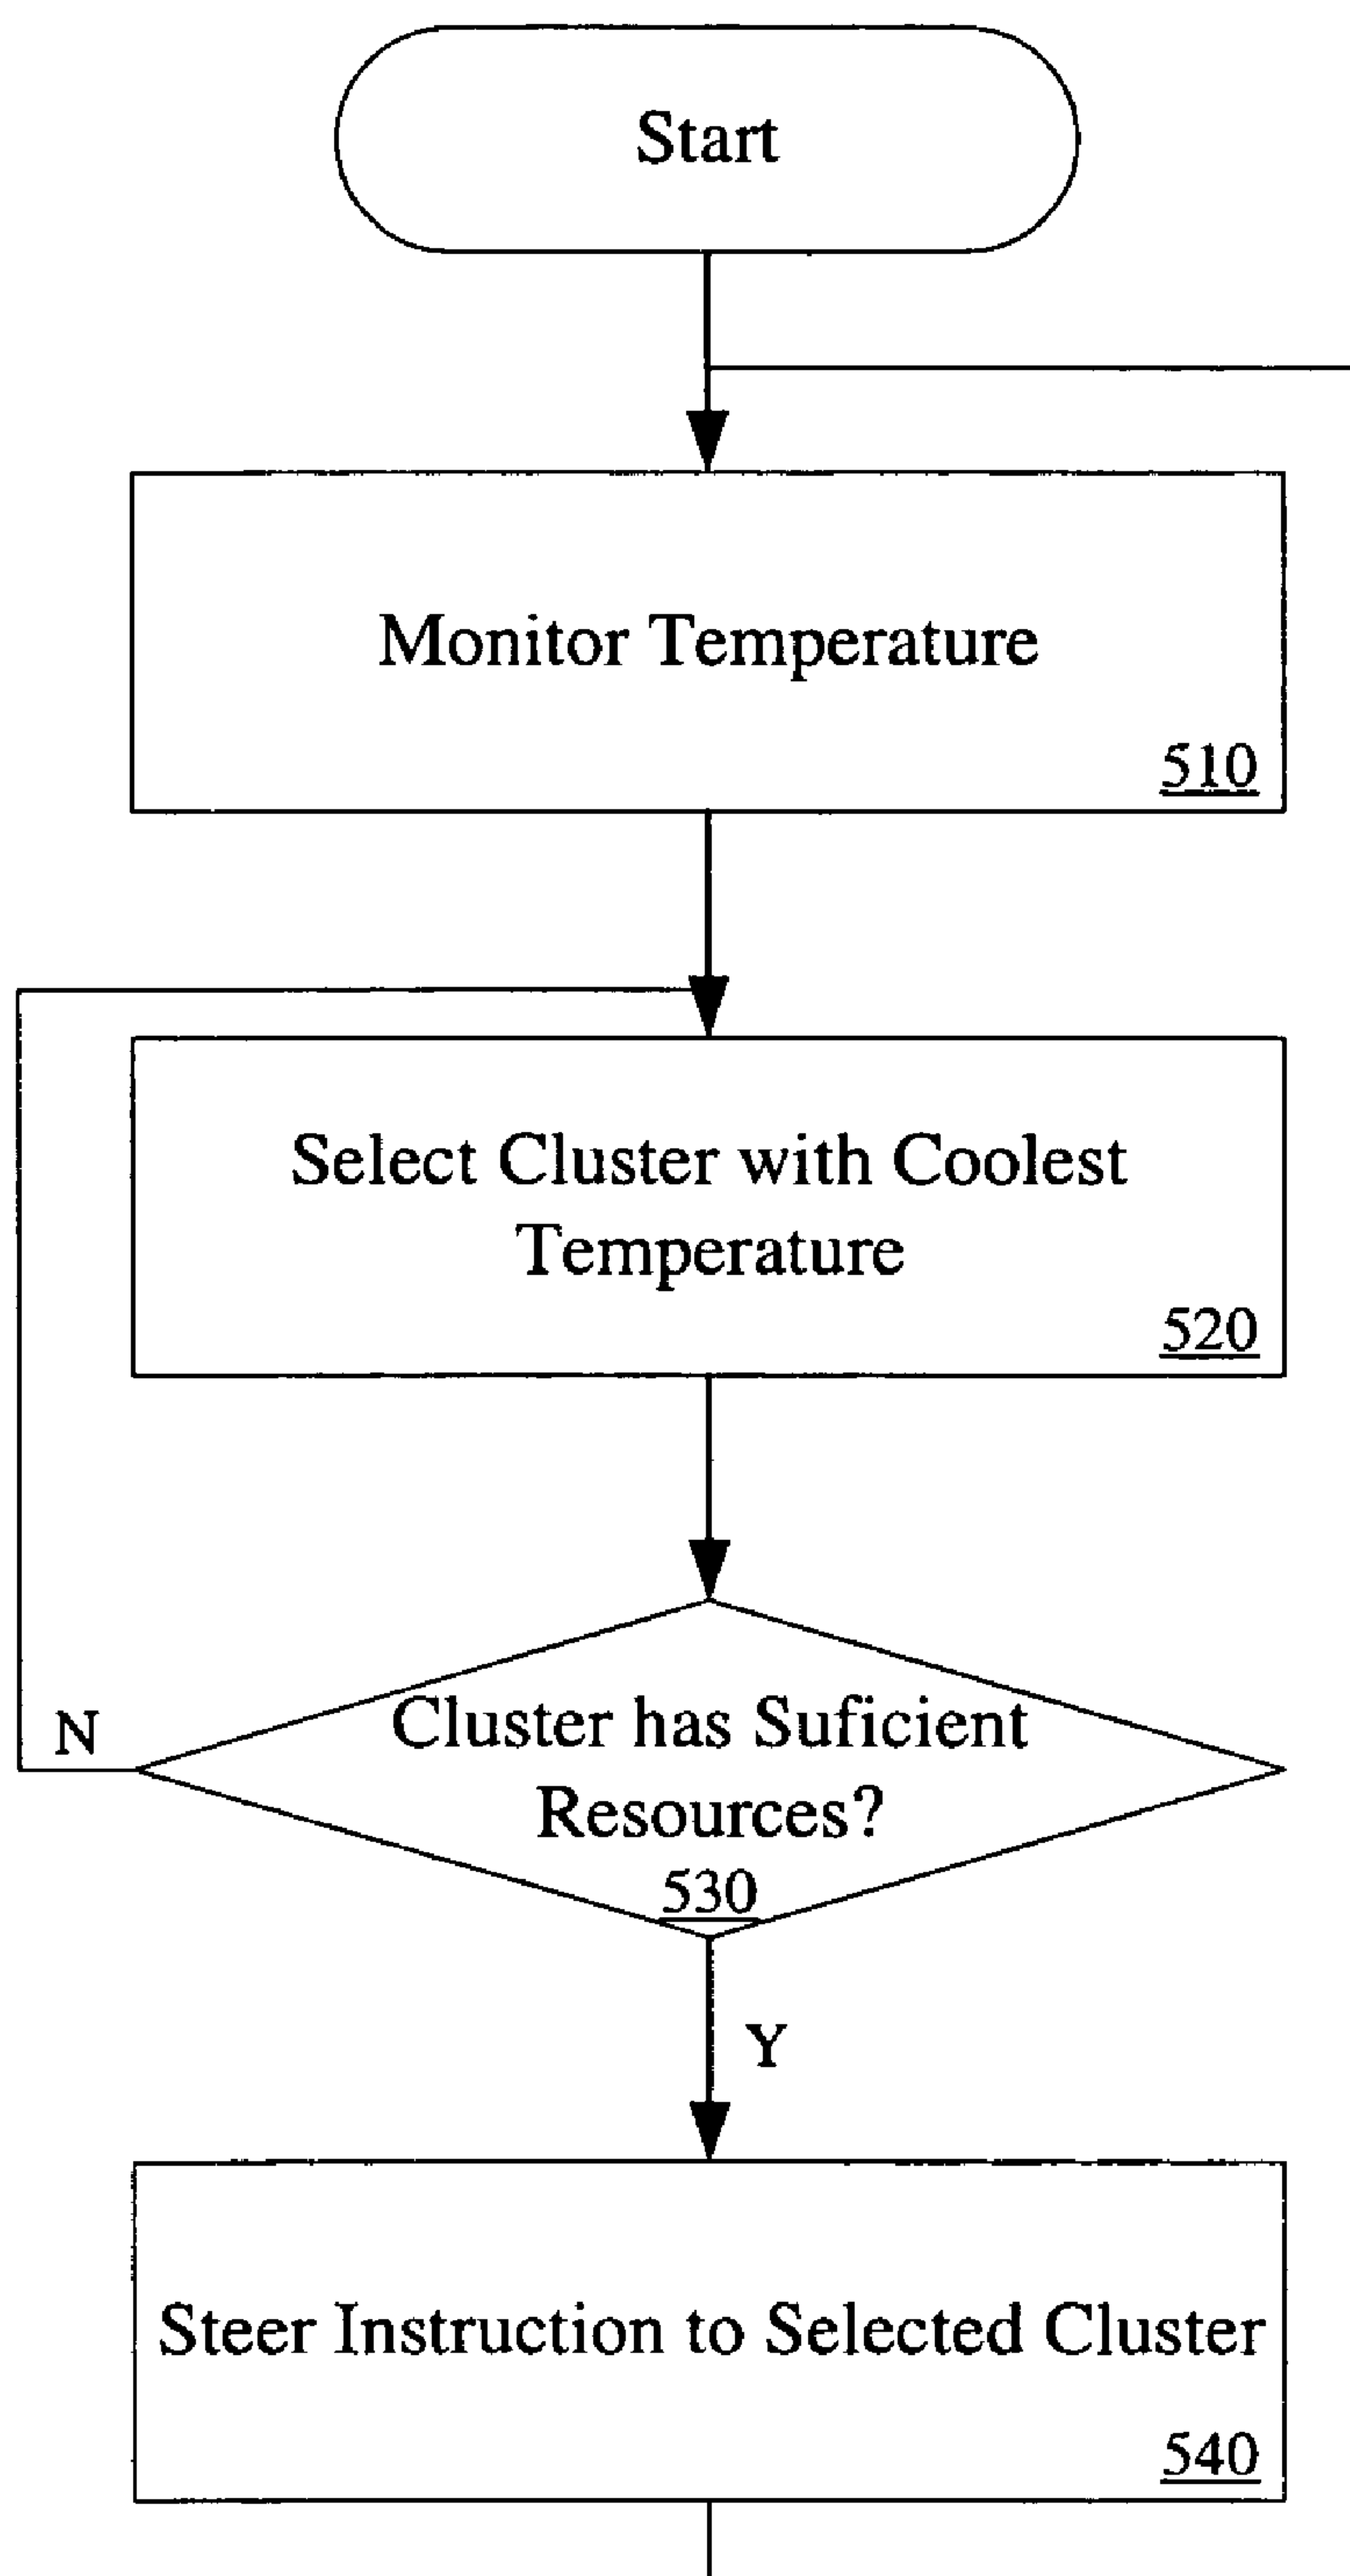 Start
Monitor Temperature
510
Select Cluster with Coolest
Temperature
520
Cluster has Suficient
Resources?
530
N
Y
Steer Instruction to Selected Cluster
540